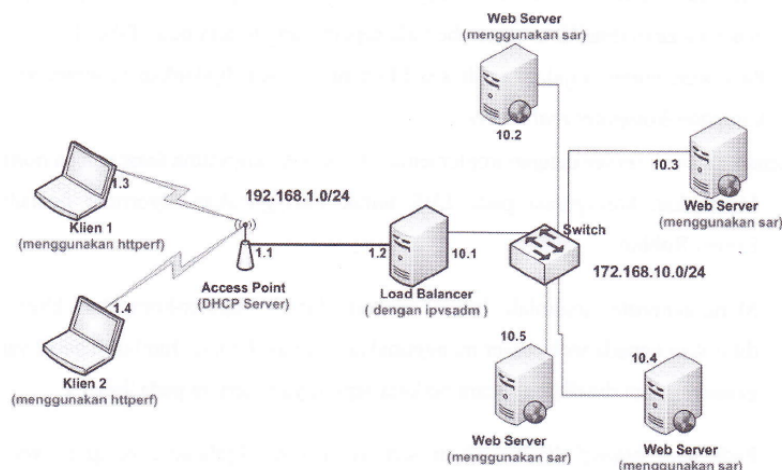 Web Server
(menggunakan sar)
10.2
10.3
Web Server
(menggunakan sar)
1.3
Klien 1
(menggunakan httperf)
192.168.1.0/24
1.1
Access Point
(DHCP Server)
1.2
10.1
Load Balancer
( dengan ipvsadm )
Switch
172.168.10.0/24
1.4
Klien 2
(menggunakan httperf)
10.5
Web Server
(menggunakan sar)
10.4
Web Server
(menggunakan sar)